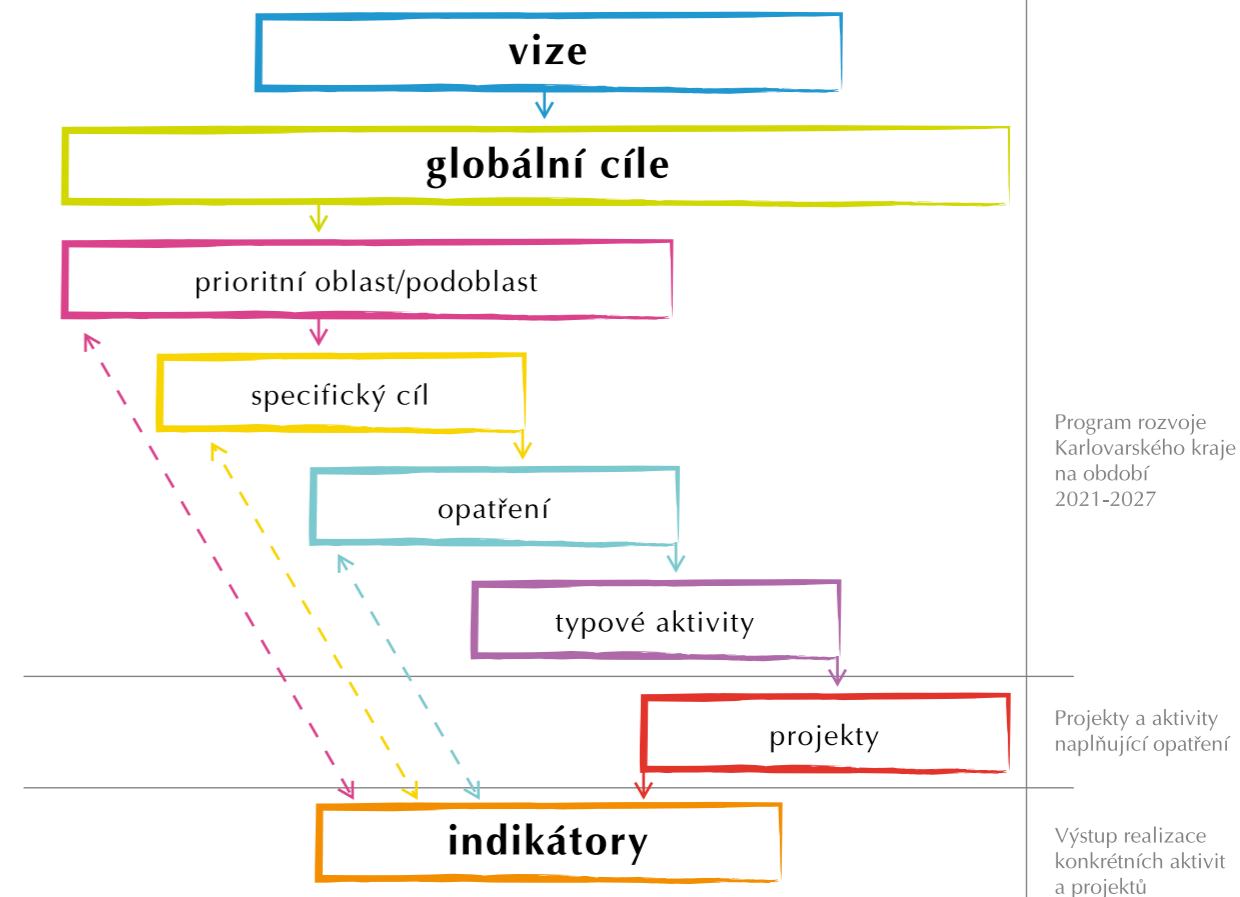 vize
globální cíle
prioritní oblast/podoblast
specifický cíl
opatření
typové aktivity
projekty
indikátory
Program rozvoje
Karlovarského kraje
na období
2021-2027
Projekty a aktivity
naplňující opatření
Výstup realizace
konkrétních aktivit
a projektů